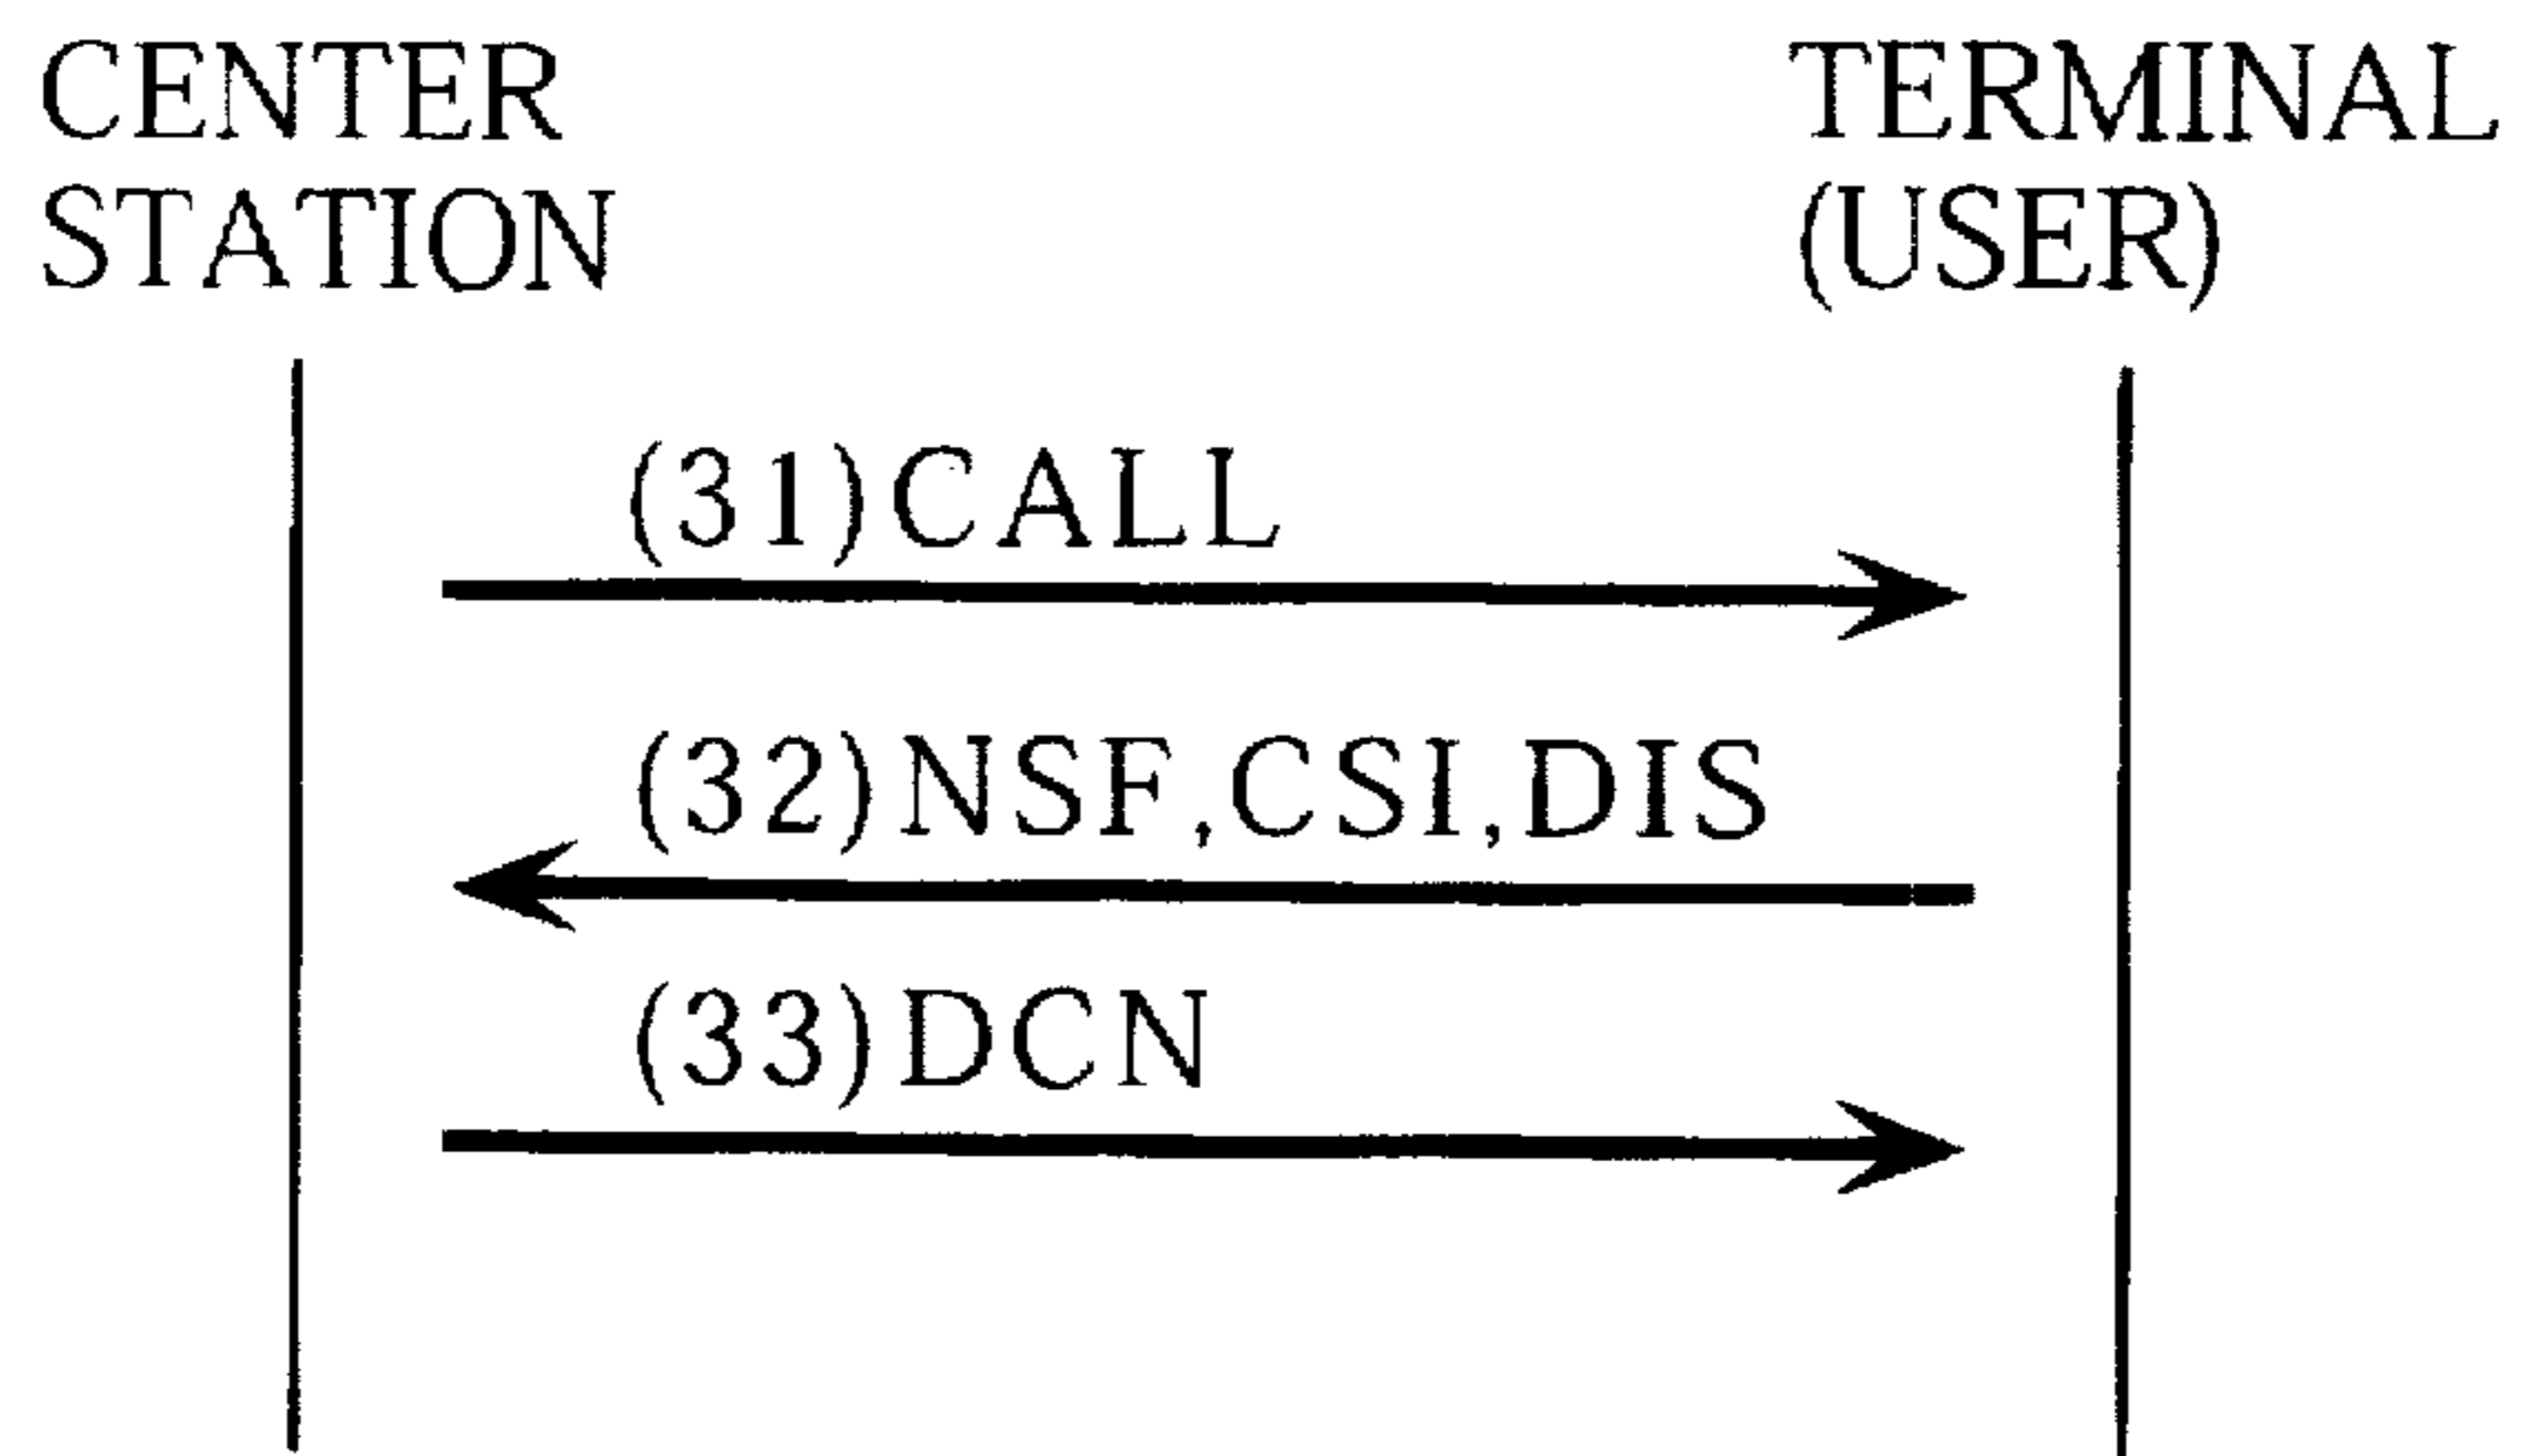 CENTER
STATION
TERMINAL
(USER)
(31)CALL
(32)NSF,CSI,DIS
(33)DCN